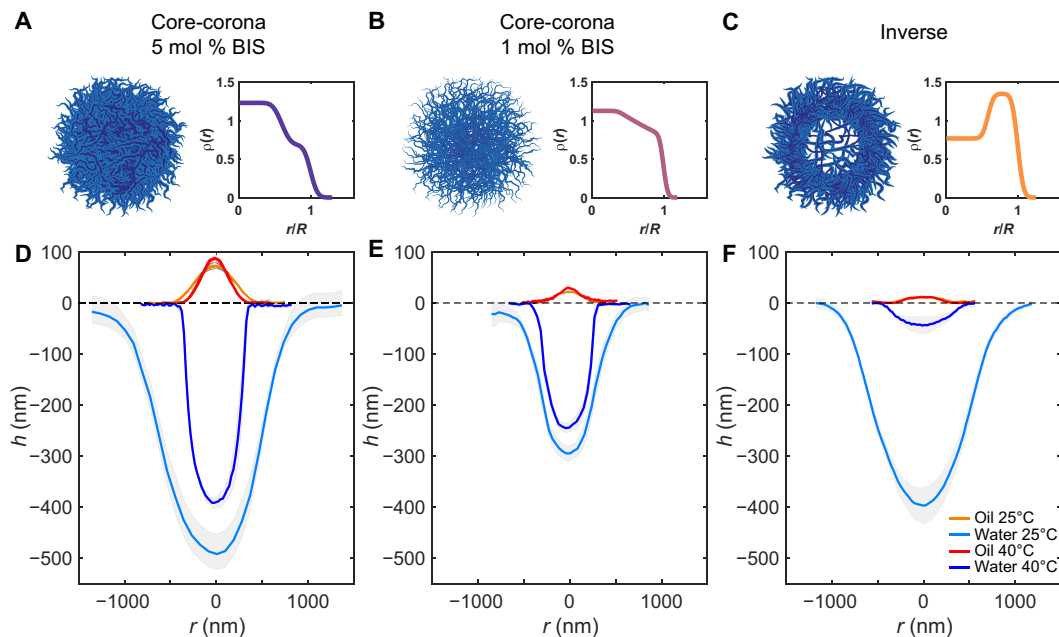 A
Core-corona
5 mol % BIS
B
Core-corona
1 mol % BIS
C
Inverse
1.5
1
0.5
0
ρ(r)
0
1
r/R
1.5
1
0.5
0
ρ(r)
0
1
r/R
1.5
1
0.5
0
ρ(r)
0
1
r/R
D
100
0
−100
−200
−300
−400
−500
h (nm)
−1000
0
1000
r (nm)
E
100
0
−100
−200
−300
−400
−500
h (nm)
−1000
0
1000
r (nm)
F
100
0
−100
−200
−300
−400
−500
h (nm)
−1000
0
1000
r (nm)
Oil 25°C
Water 25°C
Oil 40°C
Water 40°C